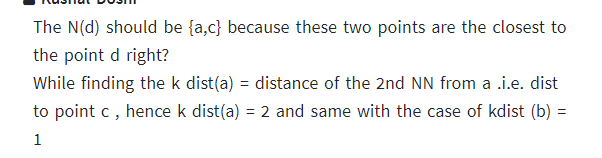 The N(d) should be {a,c} because these two points are the closest to
the point d right?
While finding the k dist(a) = distance of the 2nd NN from a .i.e. dist
to point c , hence k dist(a) = 2 and same with the case of kdist (b) =
1